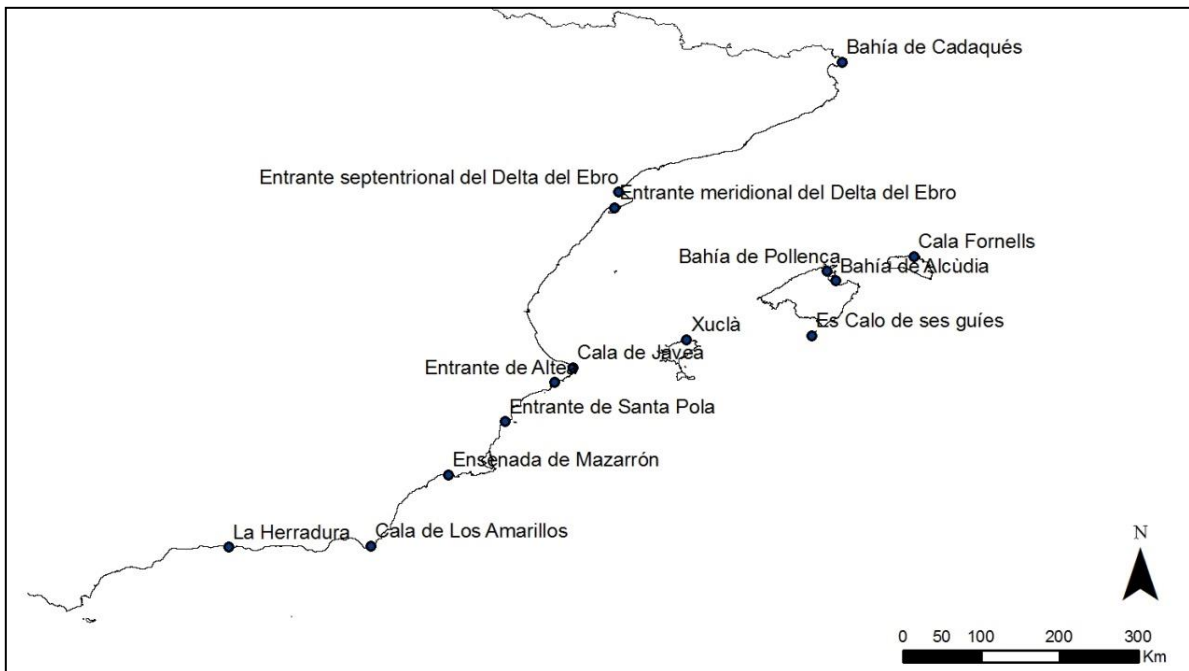 Bahía de Cadaqués
Entrante septentrional del Delta del Ebro
Entrante meridional del Delta del Ebro
Cala Fornells
Bahía de Pollença
Bahía de Alcùdia
Es Calo de ses guíes
Xuclà
Cala de Jàvea
Entrante de Altea
Entrante de Santa Pola
Ensenada de Mazarrón
La Herradura
Cala de Los Amarillos
N
0 50 100 200 300
Km